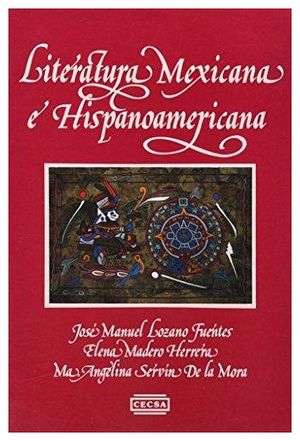 Literatura Mexicana
é Hispanoamericana
José Manuel Lozano Fuentes
Elena Madero Herrera
Ma. Angelina Servín De la Mora
CECSA